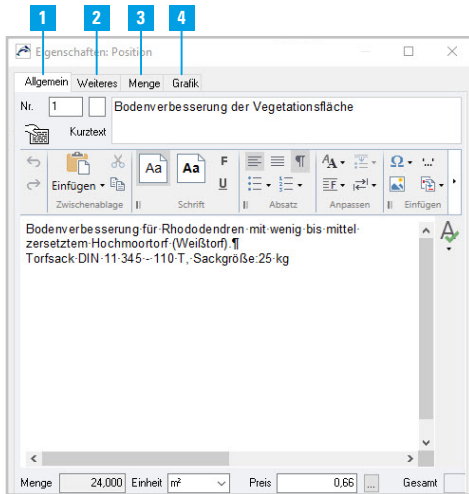 1 2 3 4
Eigenschaften: Position
Allgemein Weiteres Menge Grafik
Nr. 1 Bodenverbesserung der Vegetationsfläche
Kurztext
Einfügen Aa Aa F U ¶ AA Ω
Zwischenablage Schrift Absatz Anpassen Einfügen
Bodenverbesserung·für·Rhododendren·mit·wenig·bis·mittel·
zersetztem·Hochmoortorf·(Weißtorf).¶
Torfsack·DIN·11·345·-·110·T,·Sackgröße:25·kg
Menge 24,000 Einheit m² Preis 0,66 ... Gesamt